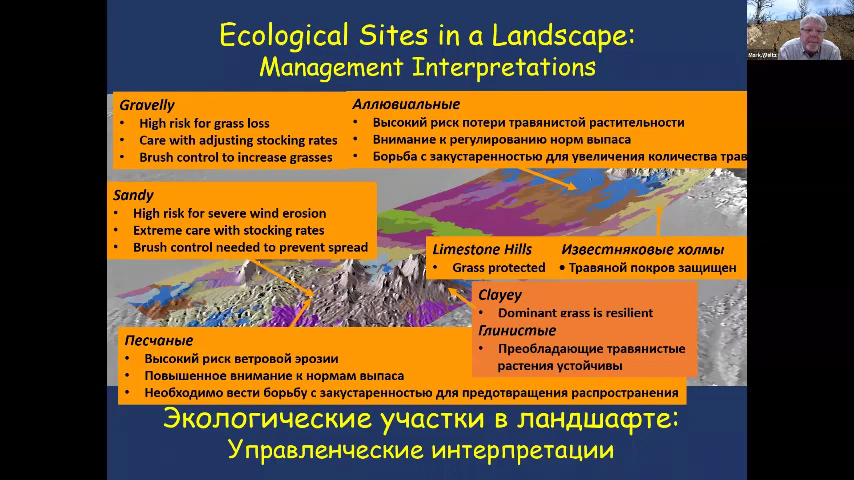 Ecological Sites in a Landscape:
Management Interpretations
Gravelly
• High risk for grass loss
• Care with adjusting stocking rates
• Brush control to increase grasses
Аллювиальные
• Высокий риск потери травянистой растительности
• Внимание к регулированию норм выпаса
• Борьба с закустаренностью для увеличения количества трав
Sandy
• High risk for severe wind erosion
• Extreme care with stocking rates
• Brush control needed to prevent spread
Limestone Hills
• Grass protected
Известняковые холмы
• Травяной покров защищен
Clayey
• Dominant grass is resilient
Глинистые
• Преобладающие травянистые
растения устойчивы
Песчаные
• Высокий риск ветровой эрозии
• Повышенное внимание к нормам выпаса
• Необходимо вести борьбу с закустаренностью для предотвращения распространения
Экологические участки в ландшафте:
Управленческие интерпретации
Mark.Weltz